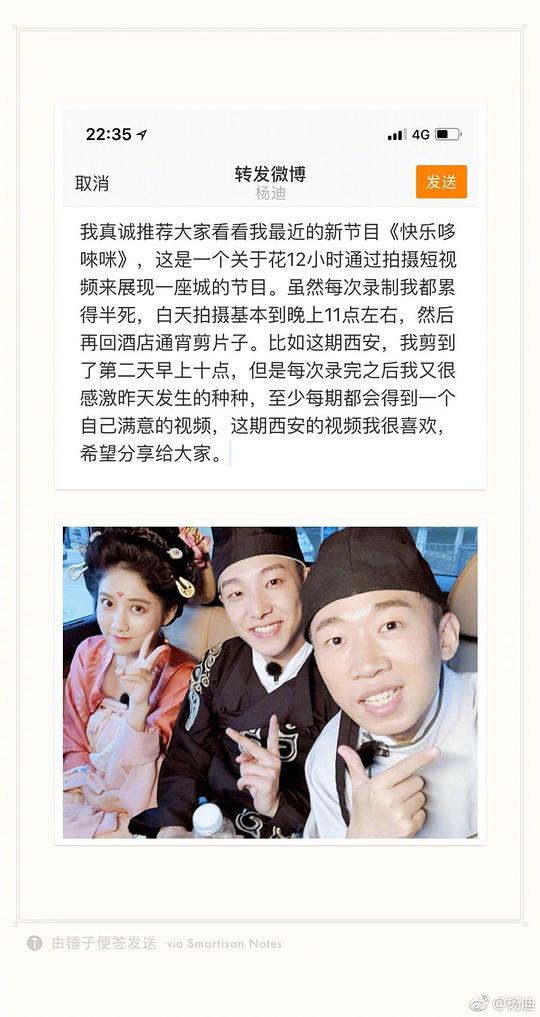 22:35
4G
取消
转发微博
杨迪
发送
我真诚推荐大家看看我最近的新节目《快乐哆
唻咪》，这是一个关于花12小时通过拍摄短视
频来展现一座城的节目。虽然每次录制我都累
得半死，白天拍摄基本到晚上11点左右，然后
再回酒店通宵剪片子。比如这期西安，我剪到
了第二天早上十点，但是每次录完之后我又很
感激昨天发生的种种，至少每期都会得到一个
自己满意的视频，这期西安的视频我很喜欢，
希望分享给大家。
T 由锤子便签发送 via Smartisan Notes
@杨迪